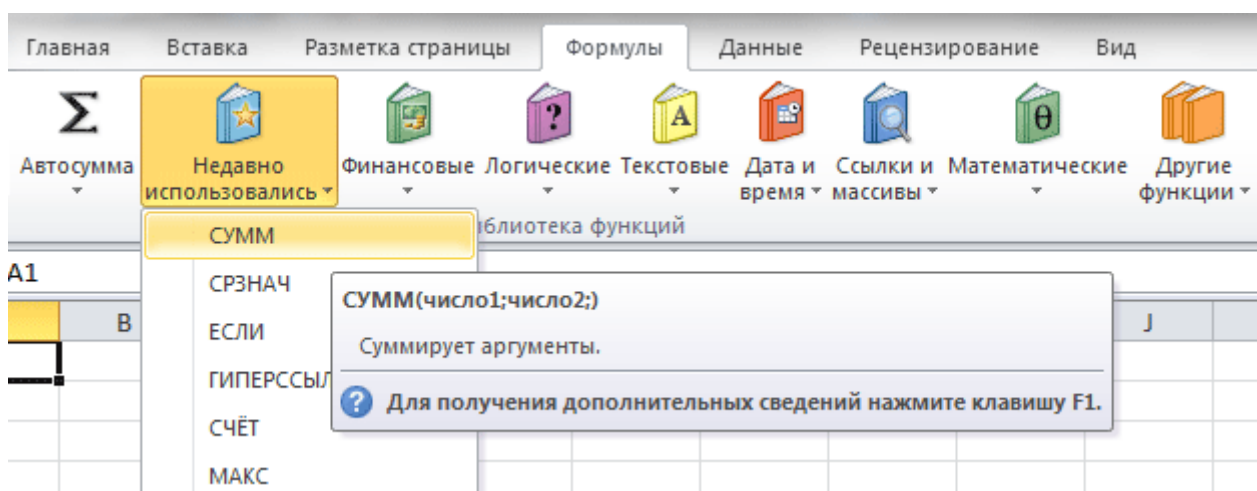 Главная Вставка Разметка страницы Формулы Данные Рецензирование Вид
Σ ? A θ
Автосумма Недавно использовались Финансовые Логические Текстовые Дата и время Ссылки и массивы Математические Другие функции
блиотека функций
СУММ
A1
СРЗНАЧ
СУММ(число1;число2;)
B J
ЕСЛИ
Суммирует аргументы.
ГИПЕРССЫЛ
? Для получения дополнительных сведений нажмите клавишу F1.
СЧЁТ
МАКС